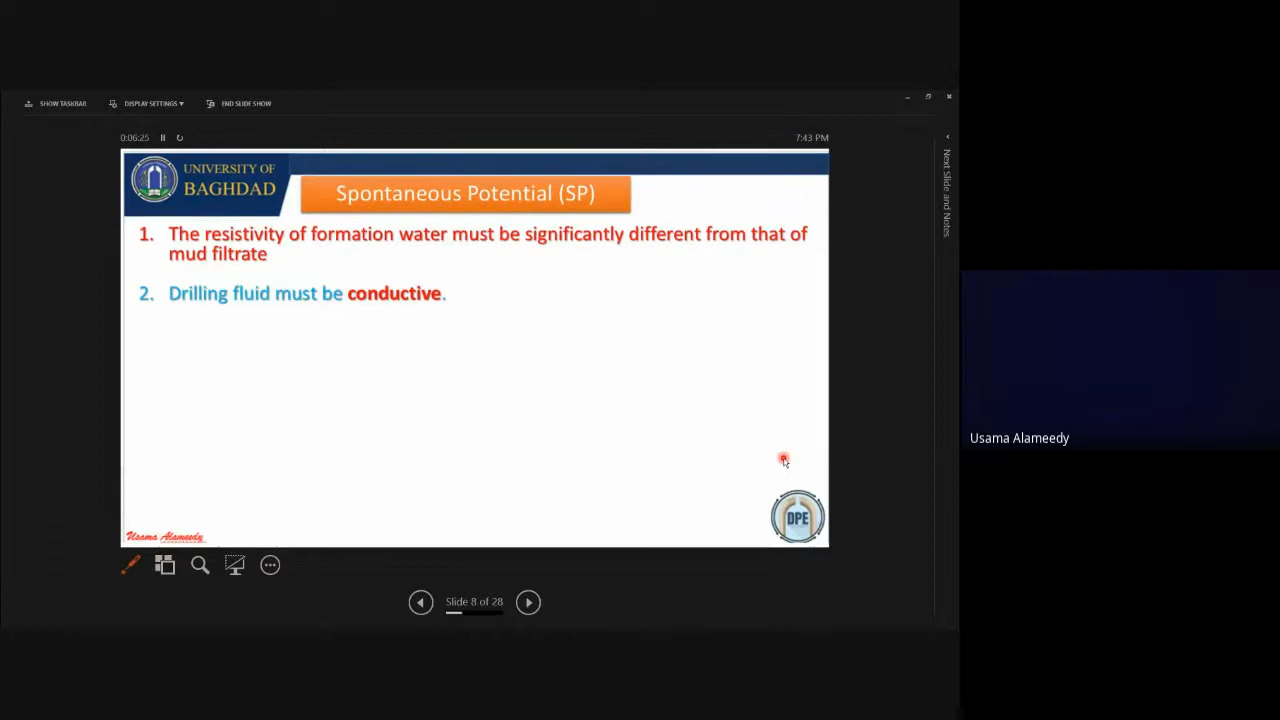 SHOW TASKBAR DISPLAY SETTINGS ▾ END SLIDE SHOW
0:06:25 7:43 PM
Next Slide and Notes
UNIVERSITY OF
BAGHDAD
Spontaneous Potential (SP)
1. The resistivity of formation water must be significantly different from that of
mud filtrate
2. Drilling fluid must be conductive.
DPE
Usama Alameedy
Slide 8 of 28
Usama Alameedy